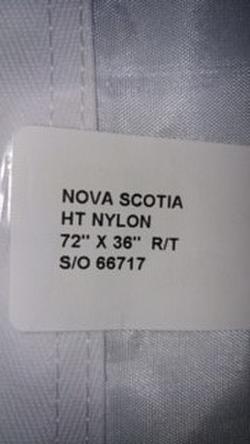 NOVA SCOTIA
HT NYLON
72" X 36" R/T
S/O 66717